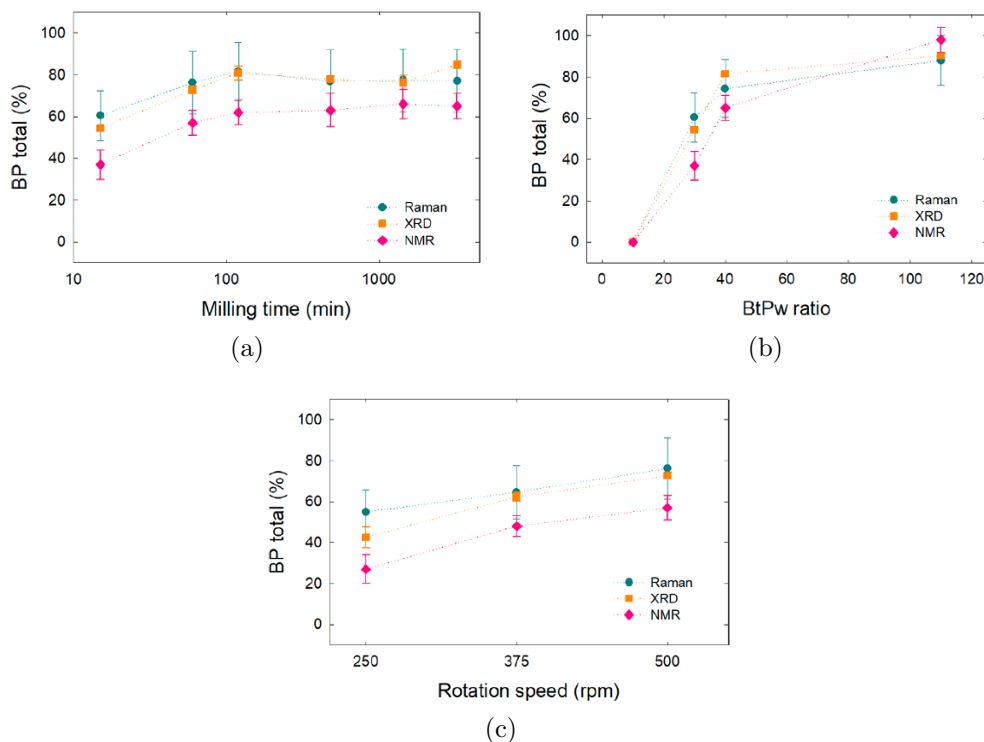 BP total (%)
100
80
60
40
20
0
Raman
XRD
NMR
10
100
1000
Milling time (min)
(a)
BP total (%)
100
80
60
40
20
0
Raman
XRD
NMR
0
20
40
60
80
100
120
BtPw ratio
(b)
BP total (%)
100
80
60
40
20
0
Raman
XRD
NMR
250
375
500
Rotation speed (rpm)
(c)